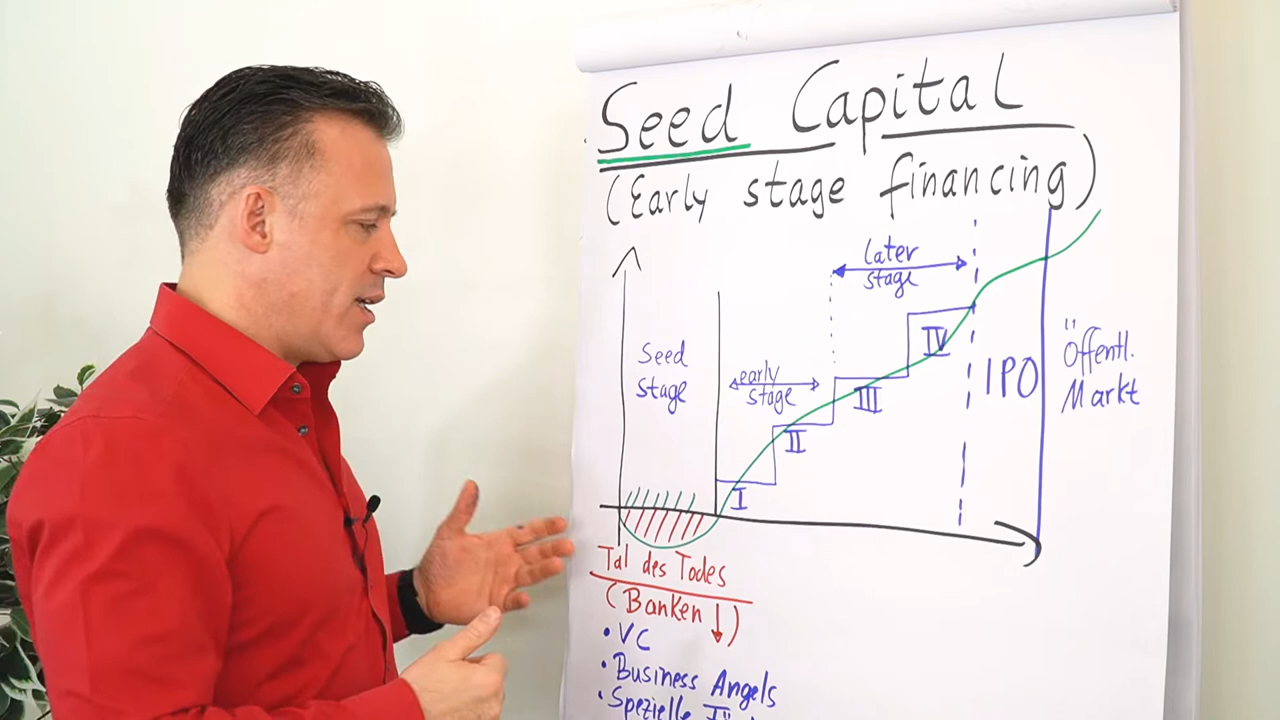 Seed Capital
(Early stage financing)
Later
stage
Seed
stage
early
stage
I
II
III
IV
IPO
Öffentl.
Markt
Tal des Todes
(Banken ↓)
• VC
• Business Angels
• Spezielle